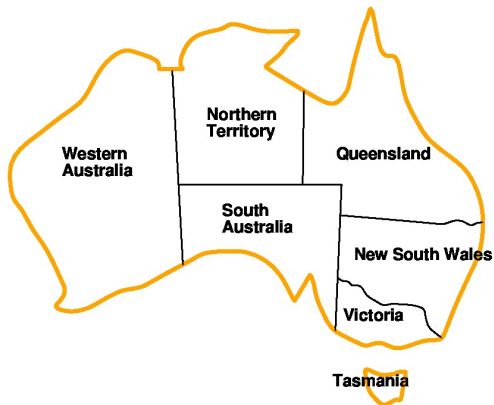 Northern
Territory
Western
Australia
Queensland
South
Australia
New South Wales
Victoria
Tasmania